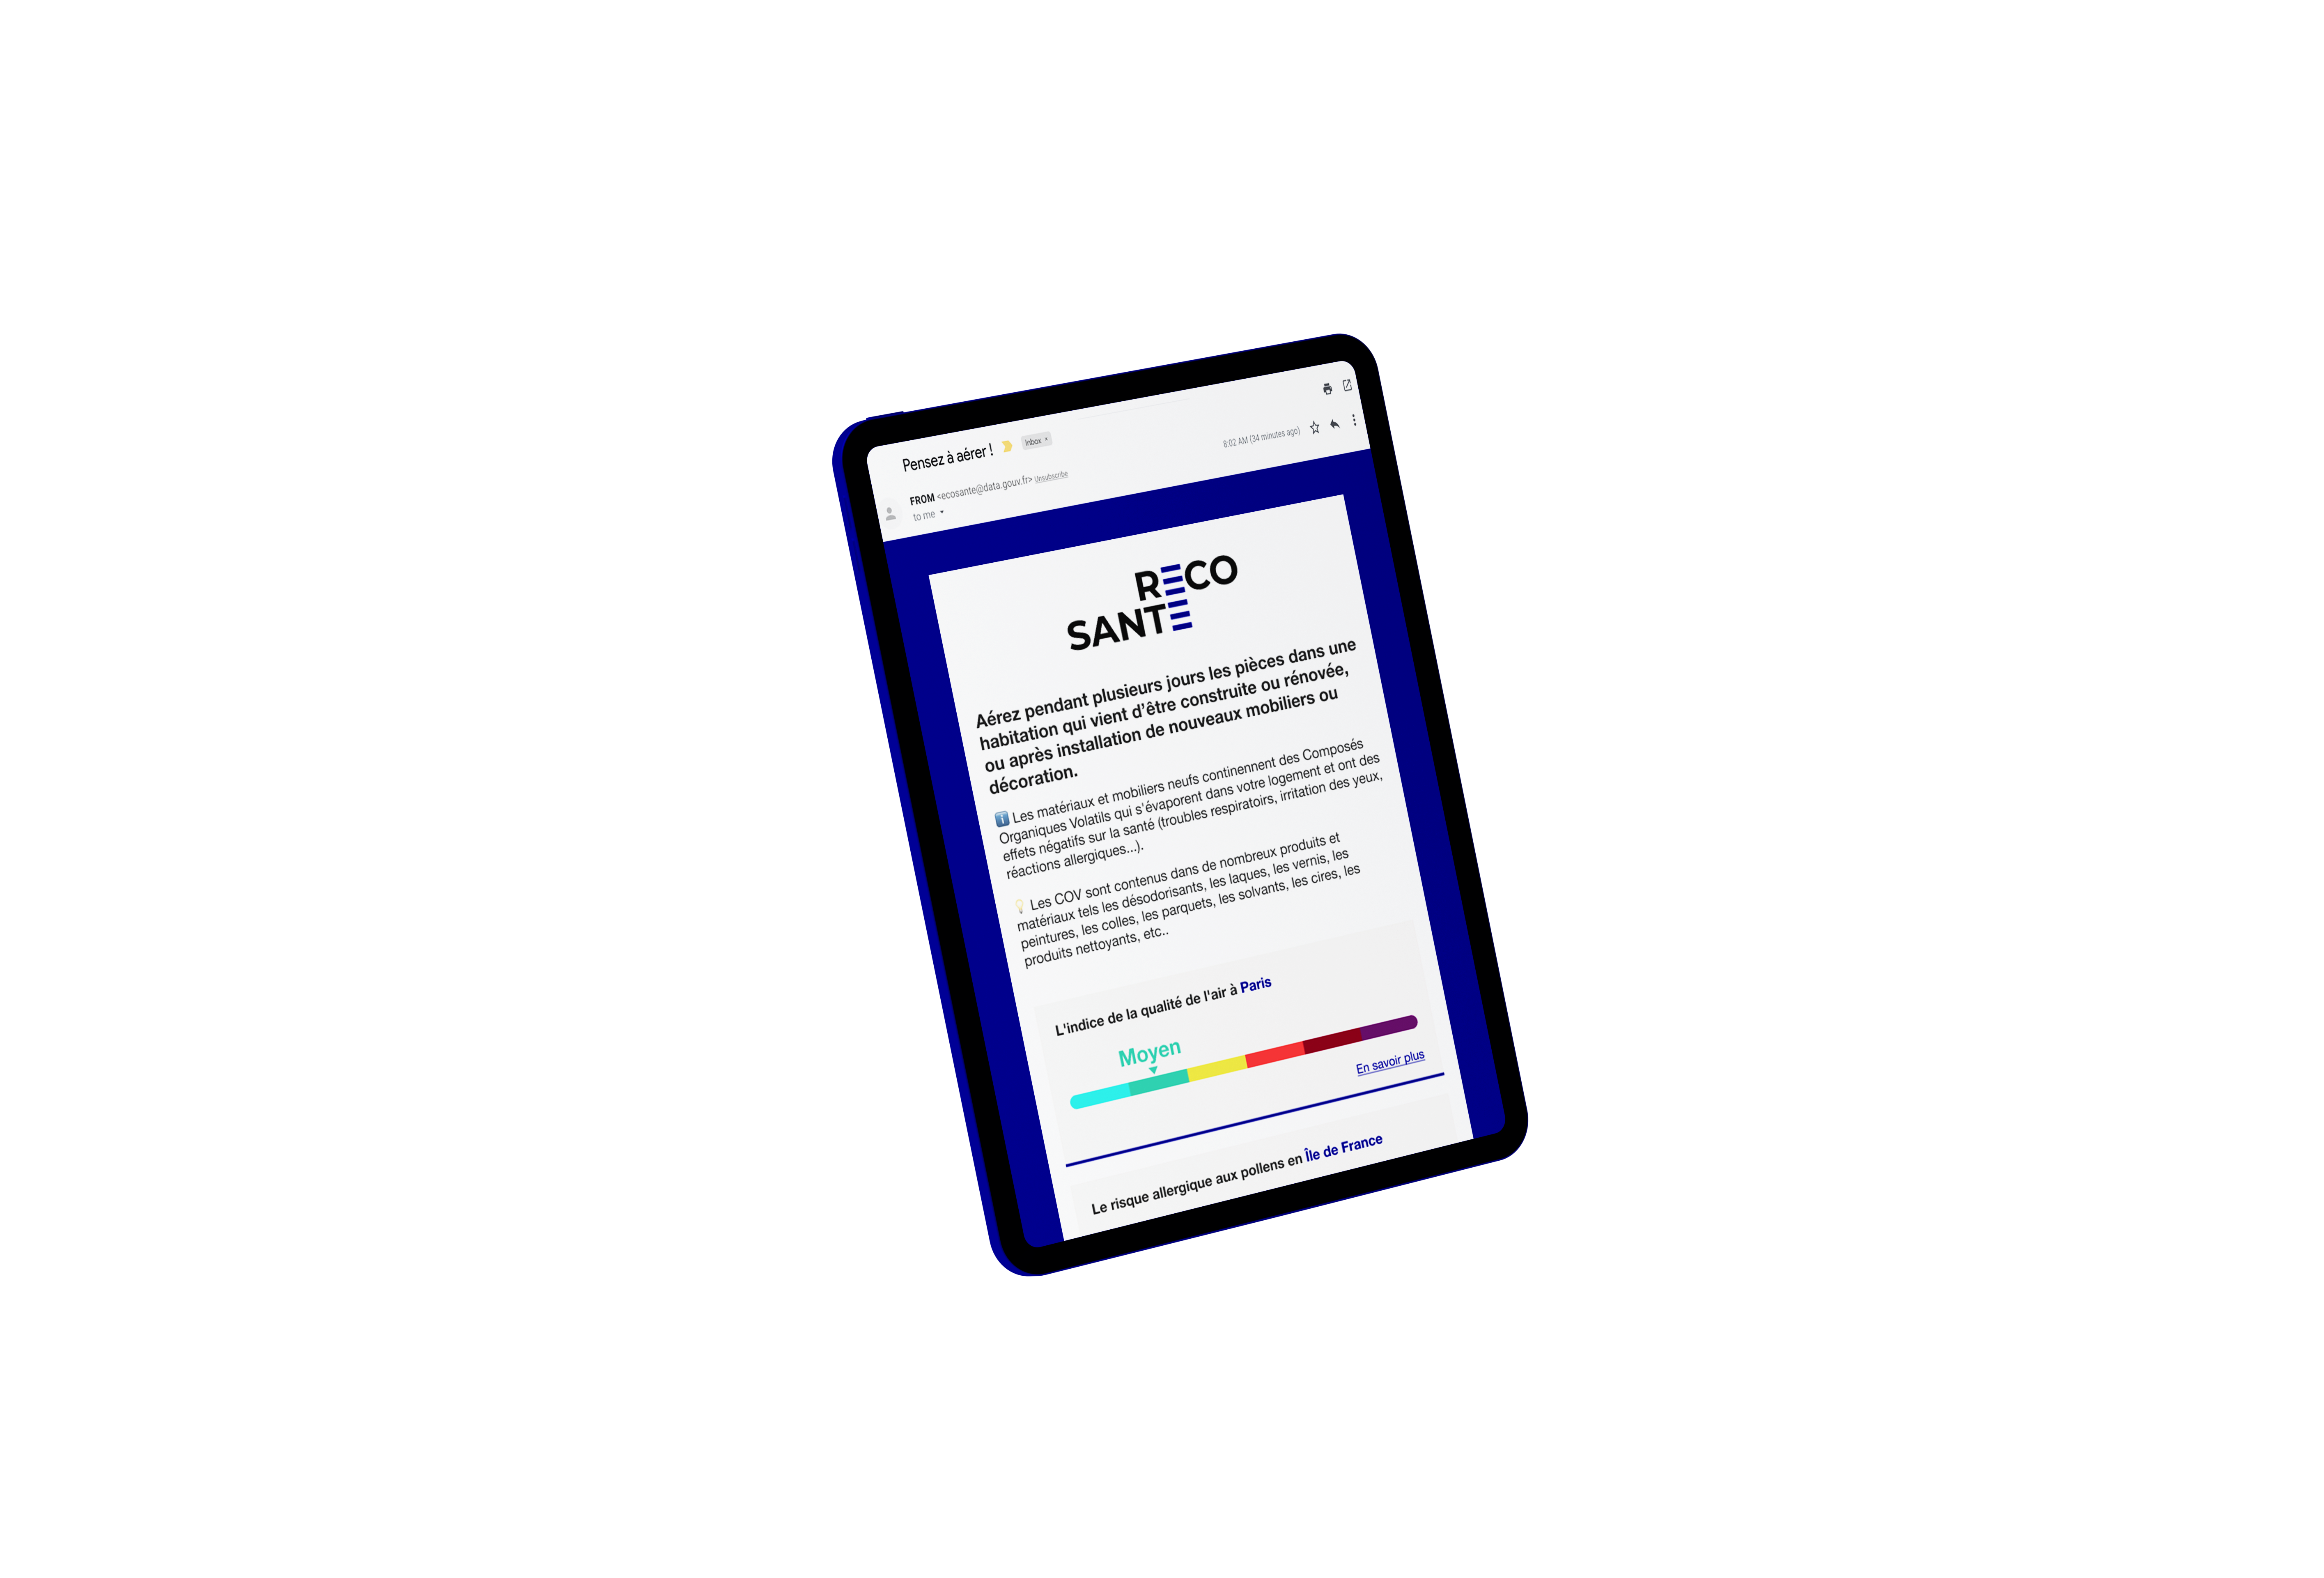 Pensez à aérer !
Inbox ×
FROM <ecosante@data.gouv.fr> Unsubscribe
8:02 AM (34 minutes ago)
to me
RECO
SANTE
Aérez pendant plusieurs jours les pièces dans une
habitation qui vient d'être construite ou rénovée,
ou après installation de nouveaux mobiliers ou
décoration.
Les matériaux et mobiliers neufs continennent des Composés
Organiques Volatils qui s'évaporent dans votre logement et ont des
effets négatifs sur la santé (troubles respiratoirs, irritation des yeux,
réactions allergiques...).
Les COV sont contenus dans de nombreux produits et
matériaux tels les désodorisants, les laques, les vernis, les
peintures, les colles, les parquets, les solvants, les cires, les
produits nettoyants, etc..
L'indice de la qualité de l'air à Paris
Moyen
En savoir plus
Le risque allergique aux pollens en Île de France